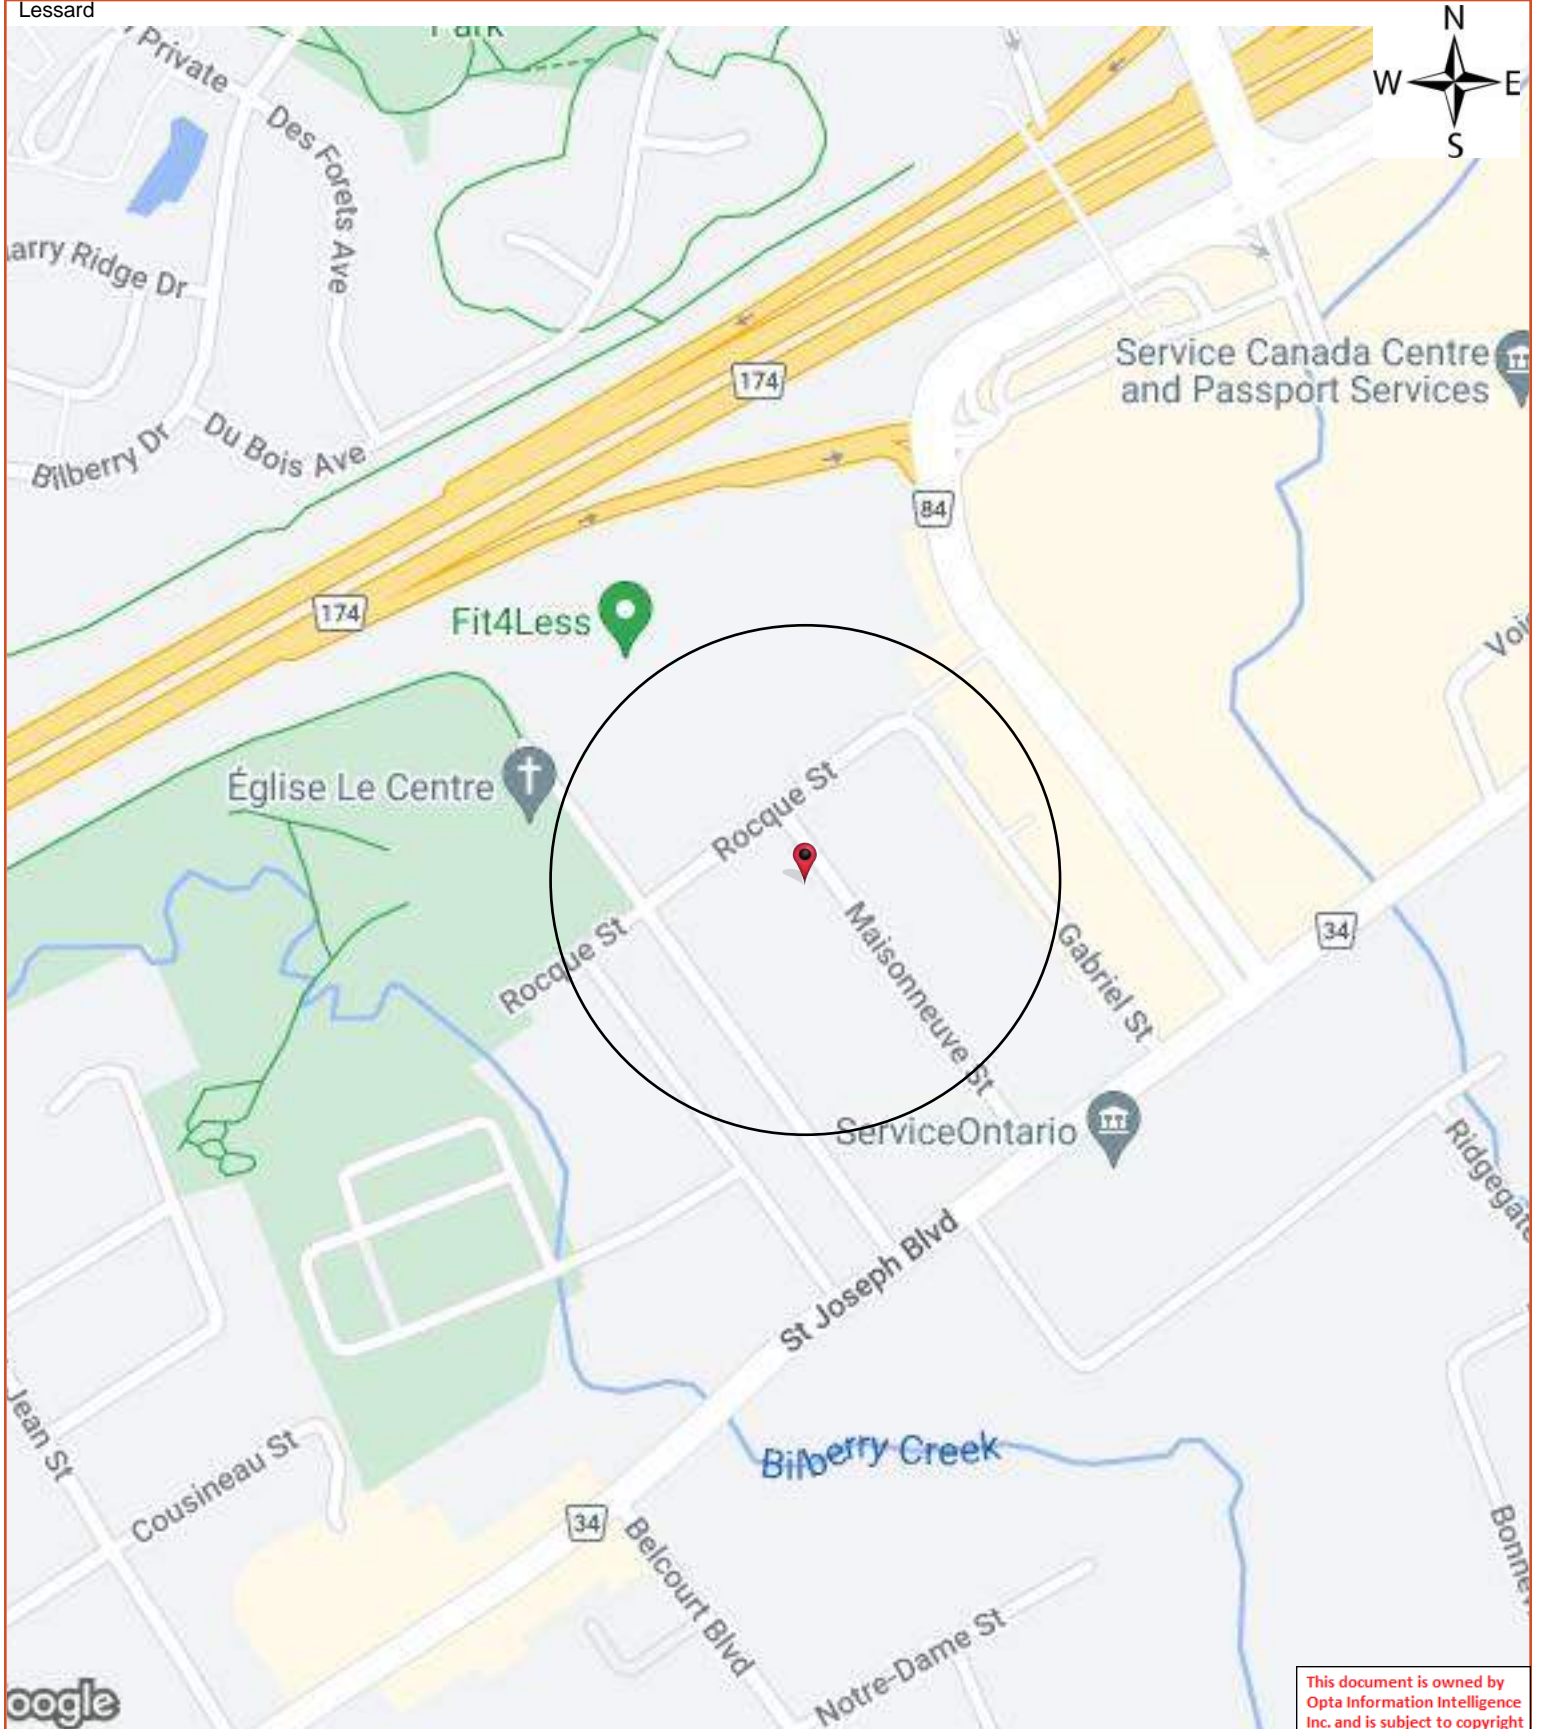 Lessard
Park
N
W E
S
Private
Des Forets Ave
arry Ridge Dr
174
Service Canada Centre
and Passport Services
Du Bois Ave
Bilberry Dr
84
174
Fit4Less
Église Le Centre
Rocque St
Rocque St
Maisonneuve St
Gabriel St
34
ServiceOntario
Ridgegate
St Joseph Blvd
Jean St
Cousineau St
Bilberry Creek
34
Belcourt Blvd
Notre-Dame St
oogle
This document is owned by
Opta Information Intelligence
Inc. and is subject to copyright